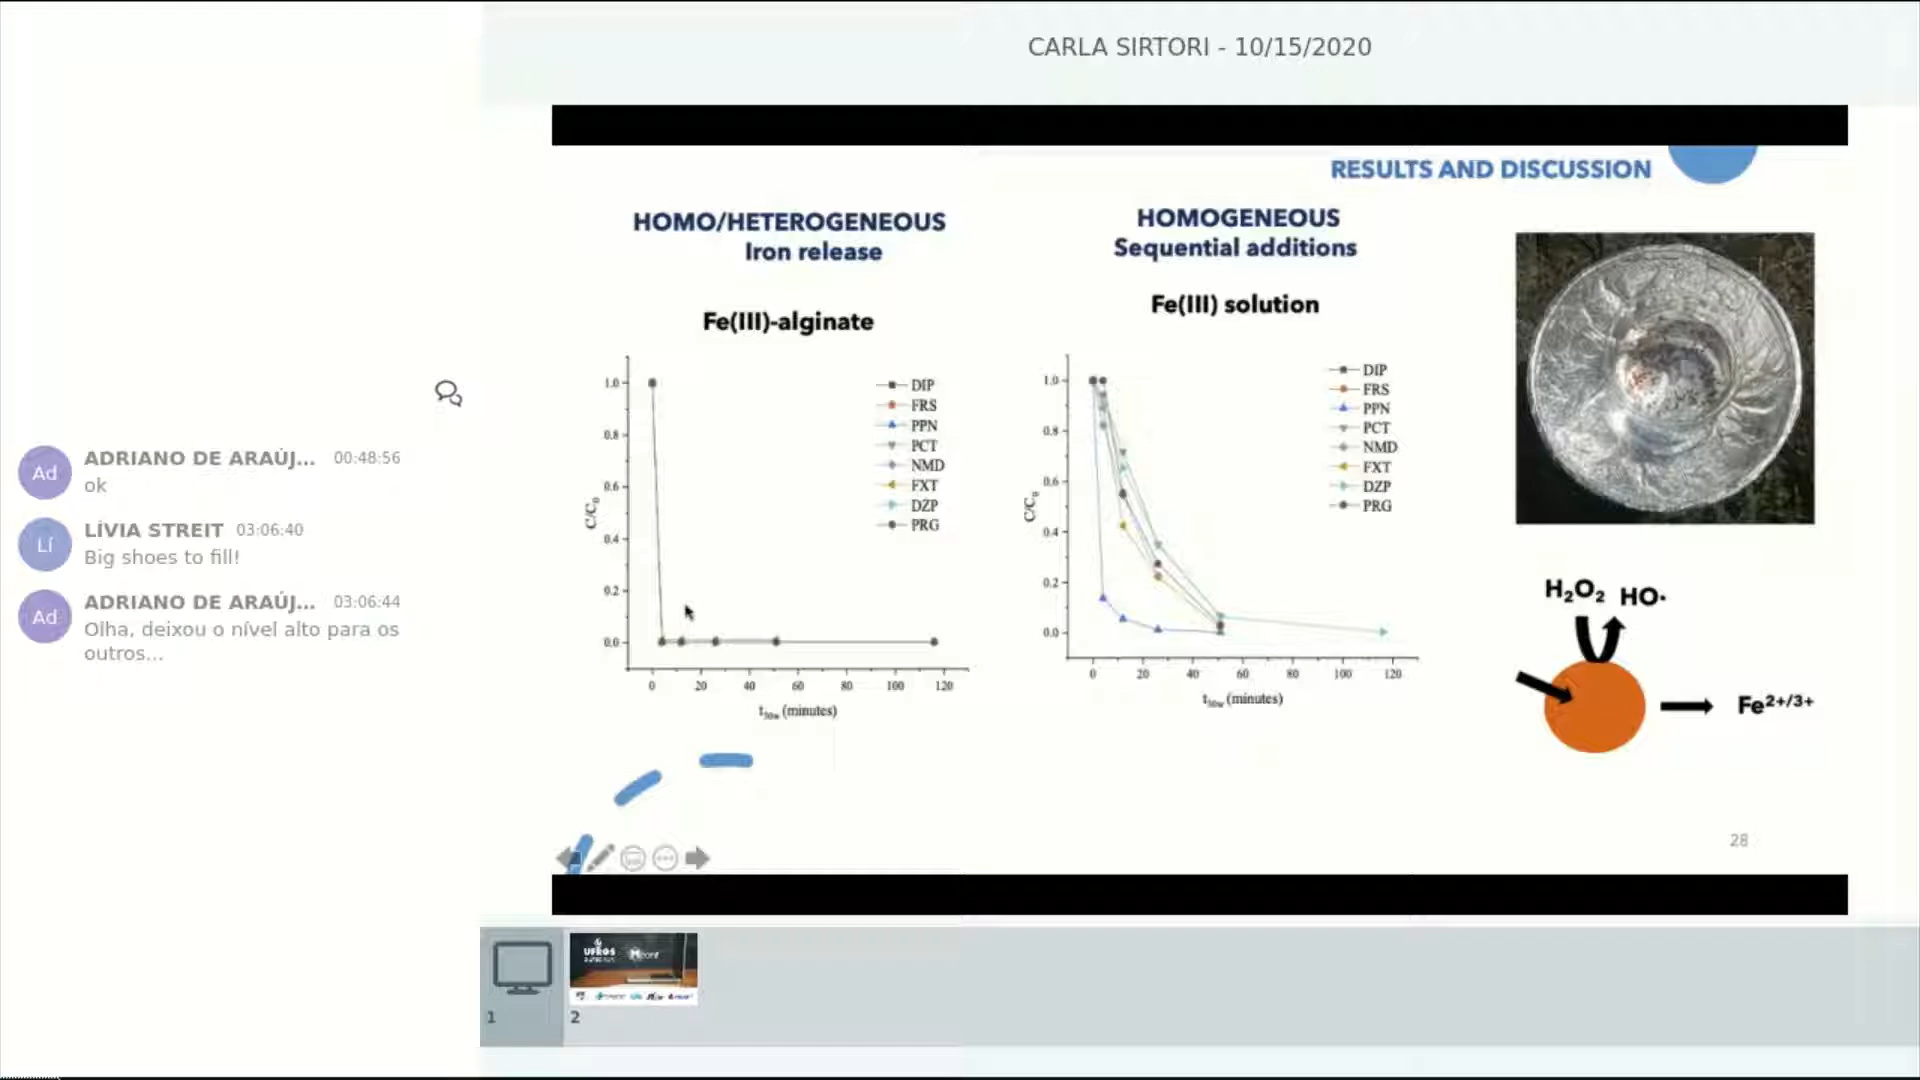 CARLA SIRTORI - 10/15/2020
Ad
ADRIANO DE ARAÚJ... 00:48:56
ok
Lí
LÍVIA STREIT 03:06:40
Big shoes to fill!
Ad
ADRIANO DE ARAÚJ... 03:06:44
Olha, deixou o nível alto para os
outros...
RESULTS AND DISCUSSION
HOMO/HETEROGENEOUS
Iron release
Fe(III)-alginate
1.0
0.8
0.6
0.4
0.2
0.0
C/C₀
0 20 40 60 80 100 120
t₃₀w (minutes)
DIP
FRS
PPN
PCT
NMD
FXT
DZP
PRG
HOMOGENEOUS
Sequential additions
Fe(III) solution
1.0
0.8
0.6
0.4
0.2
0.0
C/C₀
0 20 40 60 80 100 120
t₃₀w (minutes)
DIP
FRS
PPN
PCT
NMD
FXT
DZP
PRG
H₂O₂ HO·
Fe²⁺/³⁺
28
UFRGS
Mconf
1
2